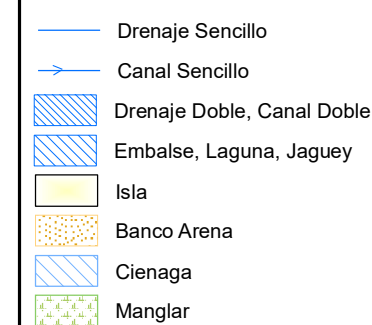 Drenaje Sencillo
Canal Sencillo
Drenaje Doble, Canal Doble
Embalse, Laguna, Jaguey
Isla
Banco Arena
Cienaga
Manglar